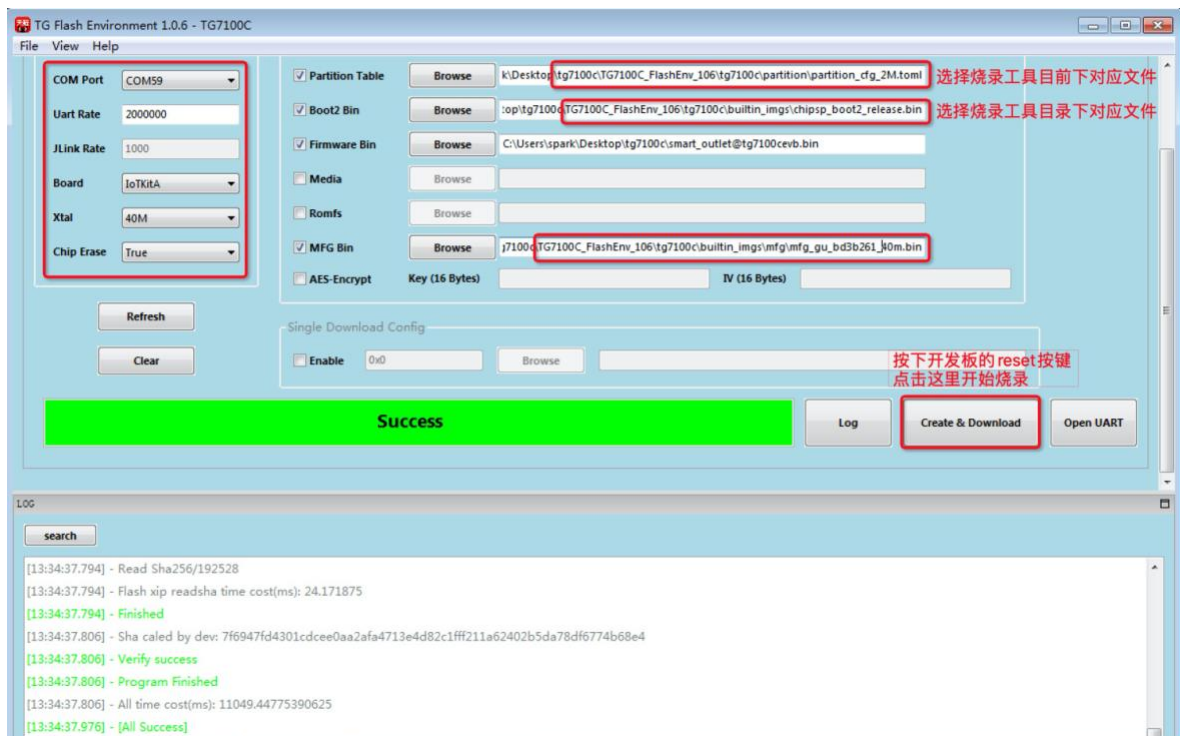 TG Flash Environment 1.0.6 - TG7100C
File View Help
COM Port COM59
Uart Rate 2000000
JLink Rate 1000
Board IoTKitA
Xtal 40M
Chip Erase True
Refresh
Clear
Partition Table Browse k\Desktop\tg7100c\TG7100C_FlashEnv_106\tg7100c\partition\partition_cfg_2M.toml 选择烧录工具目前下对应文件
Boot2 Bin Browse :op\tg7100c\TG7100C_FlashEnv_106\tg7100c\builtin_imgs\chipsp_boot2_release.bin 选择烧录工具目录下对应文件
Firmware Bin Browse C:\Users\spark\Desktop\tg7100c\smart_outlet@tg7100cevb.bin
Media Browse
Romfs Browse
MFG Bin Browse g7100c\TG7100C_FlashEnv_106\tg7100c\builtin_imgs\mfg\mfg_gu_bd3b261_40m.bin
AES-Encrypt Key (16 Bytes) IV (16 Bytes)
Single Download Config
Enable 0x0 Browse
按下开发板的reset按键
点击这里开始烧录
Success Log Create & Download Open UART
LOG
search
[13:34:37.794] - Read Sha256/192528
[13:34:37.794] - Flash xip readsha time cost(ms): 24.171875
[13:34:37.794] - Finished
[13:34:37.806] - Sha caled by dev: 7f6947fd4301cdcee0aa2afa4713e4d82c1fff211a62402b5da78df6774b68e4
[13:34:37.806] - Verify success
[13:34:37.806] - Program Finished
[13:34:37.806] - All time cost(ms): 11049.44775390625
[13:34:37.976] - [All Success]